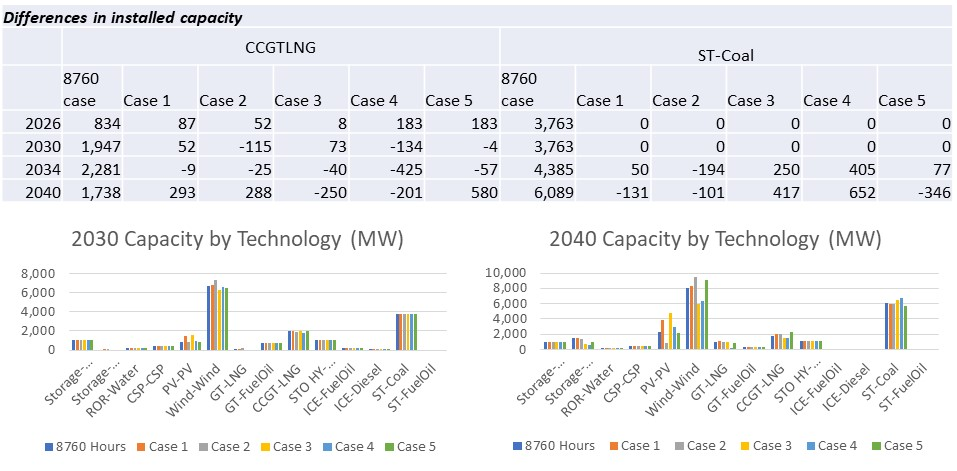 Differences in installed capacity
CCGTLNG ST-Coal
8760 case Case 1 Case 2 Case 3 Case 4 Case 5 8760 case Case 1 Case 2 Case 3 Case 4 Case 5
2026 834 87 52 8 183 183 3,763 0 0 0 0 0
2030 1,947 52 -115 73 -134 -4 3,763 0 0 0 0 0
2034 2,281 -9 -25 -40 -425 -57 4,385 50 -194 250 405 77
2040 1,738 293 288 -250 -201 580 6,089 -131 -101 417 652 -346
2030 Capacity by Technology (MW)
8,000
6,000
4,000
2,000
0
Storage-...
Storage-...
ROR-Water
CSP-CSP
PV-PV
Wind-Wind
GT-LNG
GT-FuelOil
CCGT-LNG
STO HY-...
ICE-FuelOil
ICE-Diesel
ST-Coal
ST-FuelOil
8760 Hours Case 1 Case 2 Case 3 Case 4 Case 5
2040 Capacity by Technology (MW)
10,000
8,000
6,000
4,000
2,000
0
Storage-...
Storage-...
ROR-Water
CSP-CSP
PV-PV
Wind-Wind
GT-LNG
GT-FuelOil
CCGT-LNG
STO HY-...
ICE-FuelOil
ICE-Diesel
ST-Coal
ST-FuelOil
8760 Hours Case 1 Case 2 Case 3 Case 4 Case 5